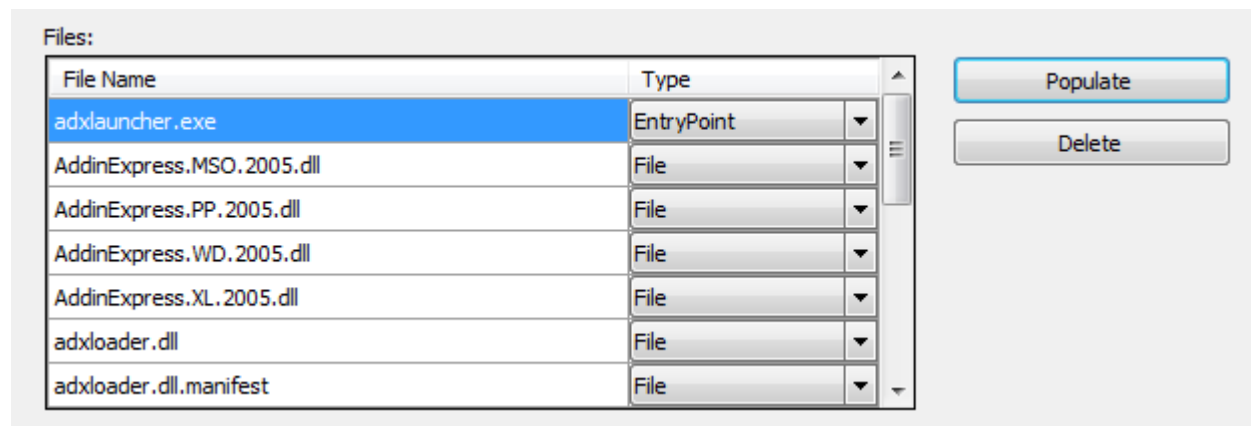 Files:
File Name Type
adxlauncher.exe EntryPoint
AddinExpress.MSO.2005.dll File
AddinExpress.PP.2005.dll File
AddinExpress.WD.2005.dll File
AddinExpress.XL.2005.dll File
adxloader.dll File
adxloader.dll.manifest File
Populate
Delete